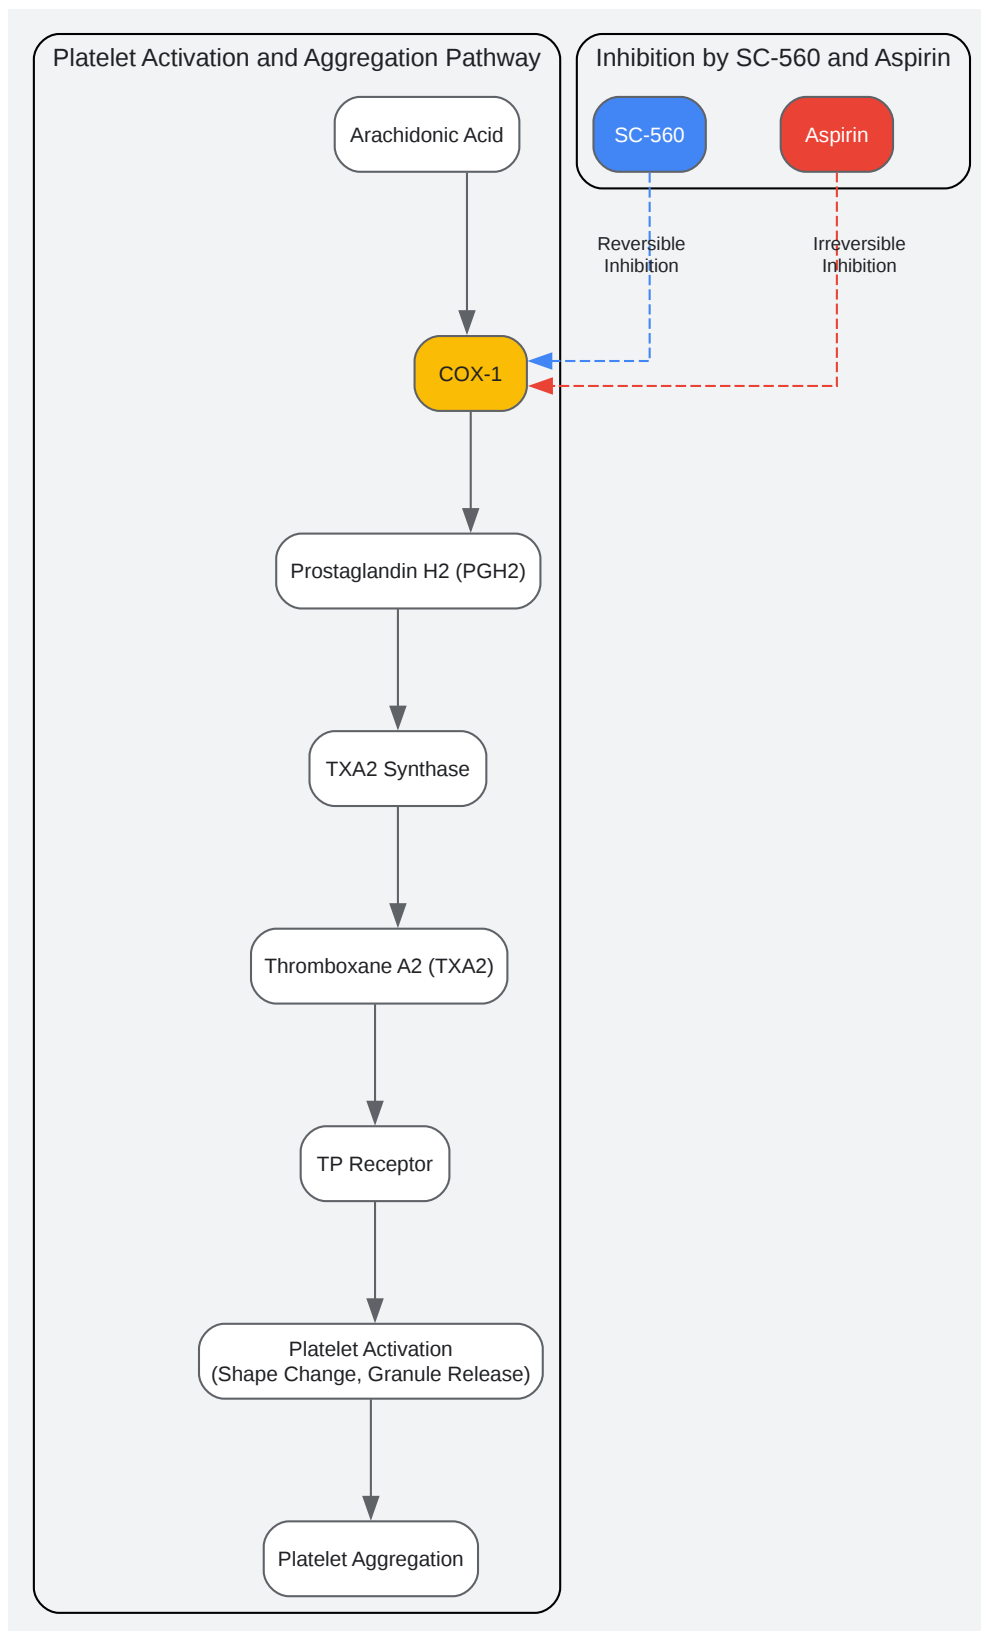 Platelet Activation and Aggregation Pathway
Inhibition by SC-560 and Aspirin
Arachidonic Acid
SC-560
Aspirin
Reversible
Inhibition
Irreversible
Inhibition
COX-1
Prostaglandin H2 (PGH2)
TXA2 Synthase
Thromboxane A2 (TXA2)
TP Receptor
Platelet Activation
(Shape Change, Granule Release)
Platelet Aggregation